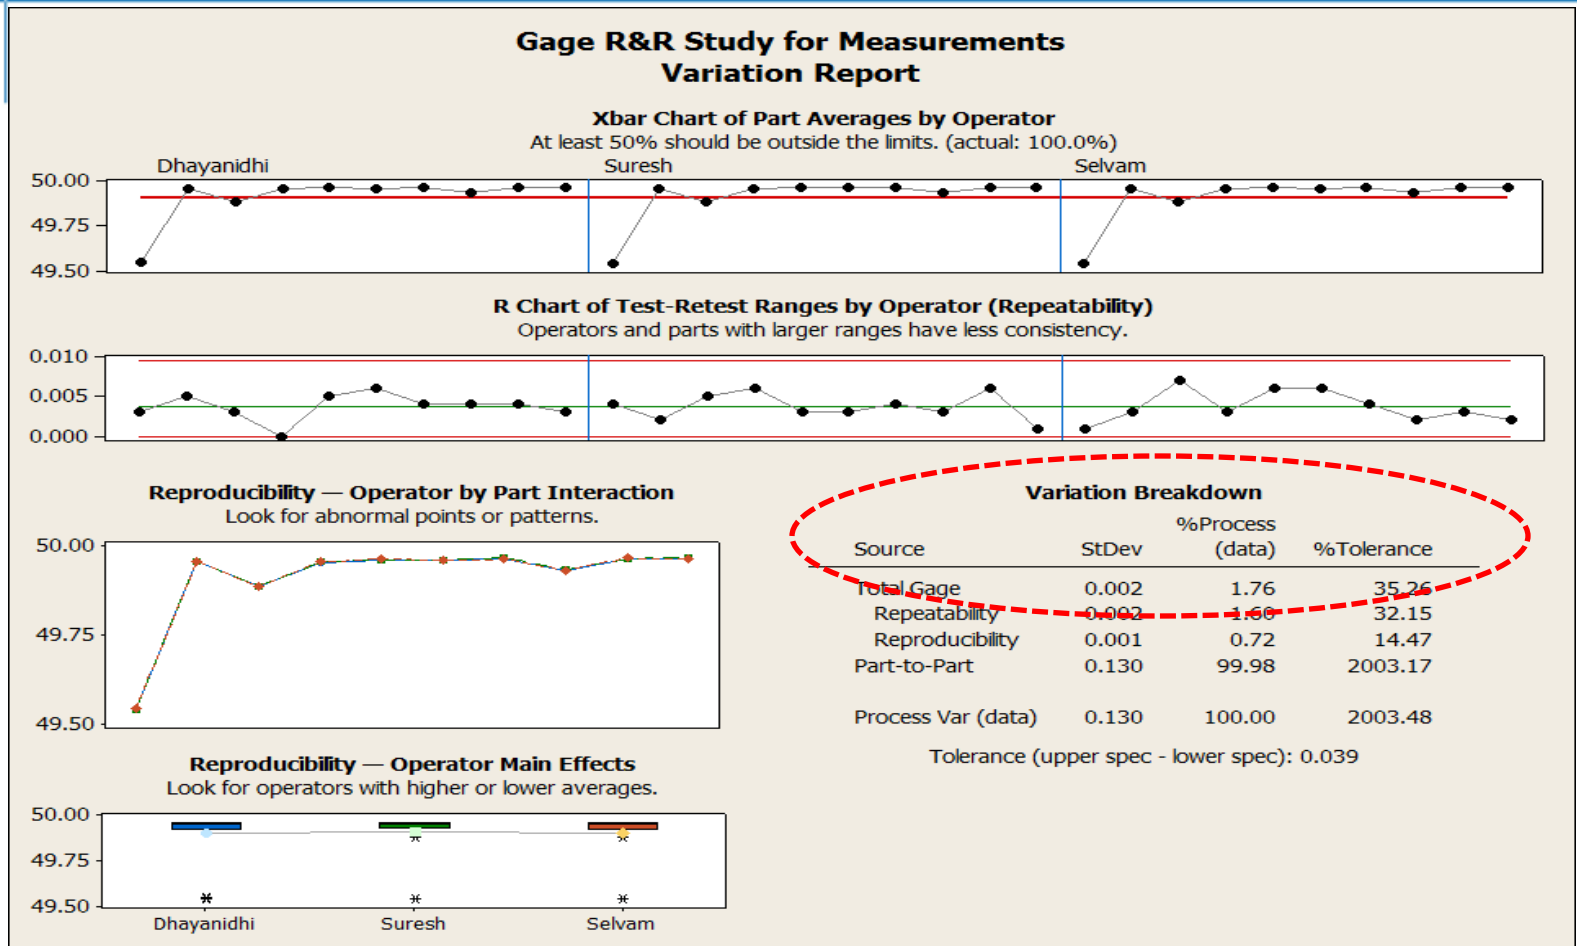 Gage R&R Study for Measurements
Variation Report
Xbar Chart of Part Averages by Operator
At least 50% should be outside the limits. (actual: 100.0%)
Dhayanidhi Suresh Selvam
50.00
49.75
49.50
R Chart of Test-Retest Ranges by Operator (Repeatability)
Operators and parts with larger ranges have less consistency.
0.010
0.005
0.000
Reproducibility — Operator by Part Interaction
Look for abnormal points or patterns.
50.00
49.75
49.50
Reproducibility — Operator Main Effects
Look for operators with higher or lower averages.
50.00
49.75
49.50
Dhayanidhi Suresh Selvam
Variation Breakdown
%Process
Source StDev (data) %Tolerance
Total Gage 0.002 1.76 35.26
Repeatability 0.002 1.60 32.15
Reproducibility 0.001 0.72 14.47
Part-to-Part 0.130 99.98 2003.17
Process Var (data) 0.130 100.00 2003.48
Tolerance (upper spec - lower spec): 0.039